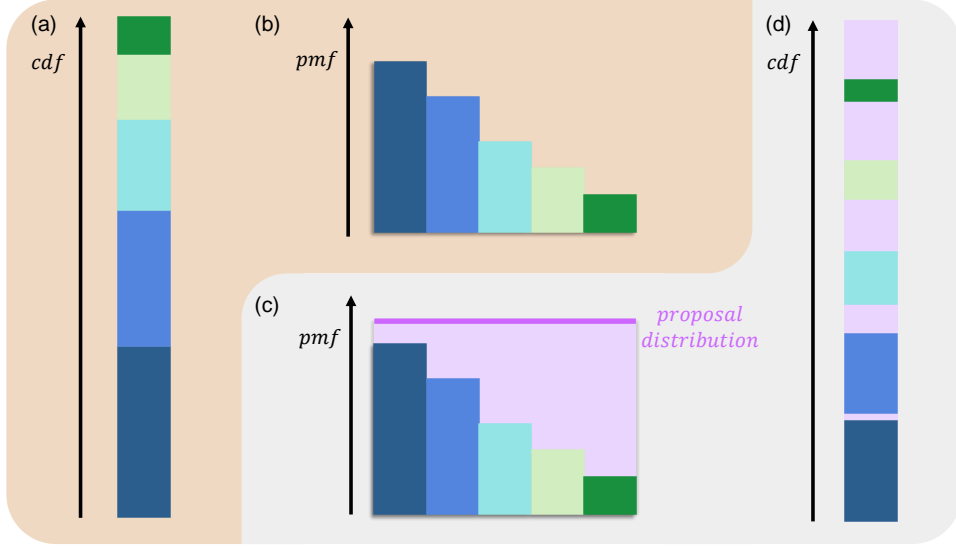 (a)
cdf
(b)
pmf
(c)
pmf
proposal
distribution
(d)
cdf